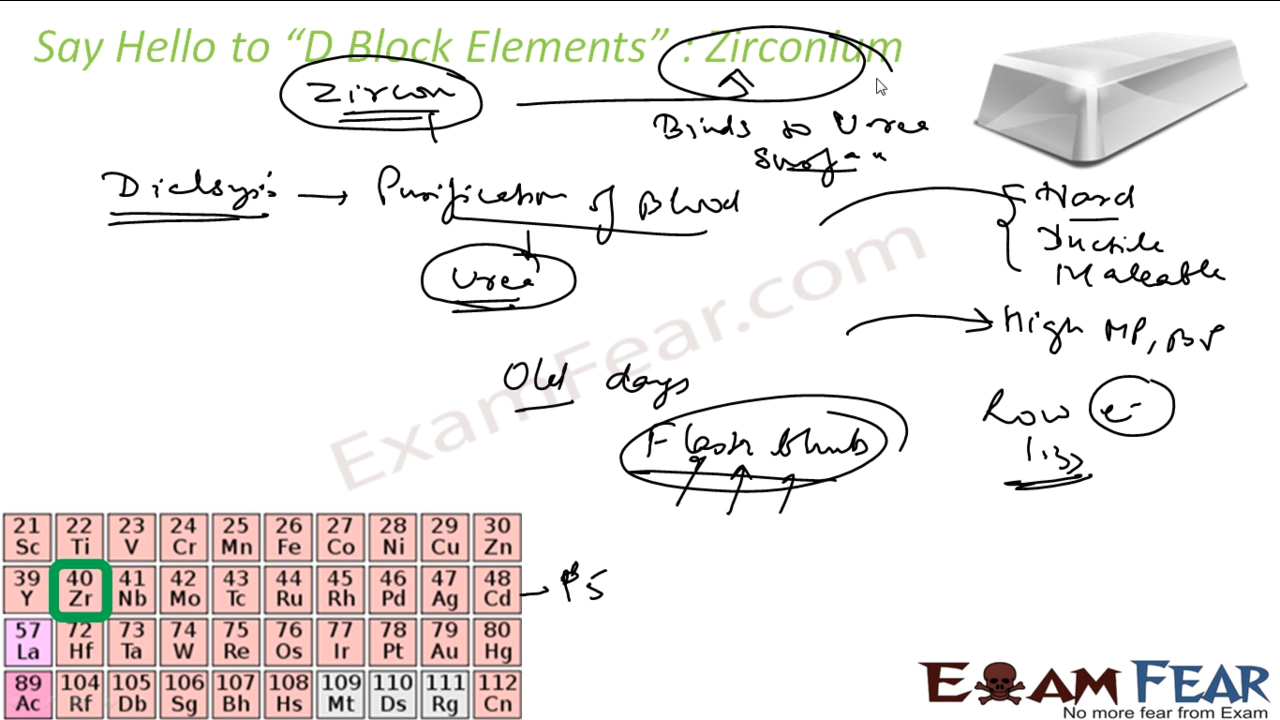 Say Hello to “D Block Elements” : Zirconium
Zircon
Binds to Urea
Dialsysis → Purification of Blood
Urea
Hard
Ductile
Maleable
High MP, BP
Old days
Flash
Low e-
1.33
ExamFear.com
21 22 23 24 25 26 27 28 29 30
Sc Ti V Cr Mn Fe Co Ni Cu Zn
39 40 41 42 43 44 45 46 47 48
Y Zr Nb Mo Tc Ru Rh Pd Ag Cd → P5
57 72 73 74 75 76 77 78 79 80
La Hf Ta W Re Os Ir Pt Au Hg
89 104 105 106 107 108 109 110 111 112
Ac Rf Db Sg Bh Hs Mt Ds Rg Cn
EXAM FEAR
No more fear from Exam